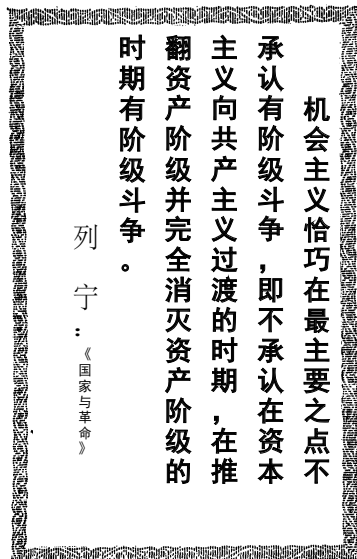 机会主义恰巧在最主要之点不
承认有阶级斗争，即不承认在资本
主义向共产主义过渡的时期，在推
翻资产阶级并完全消灭资产阶级的
时期有阶级斗争。
列宁：《国家与革命》